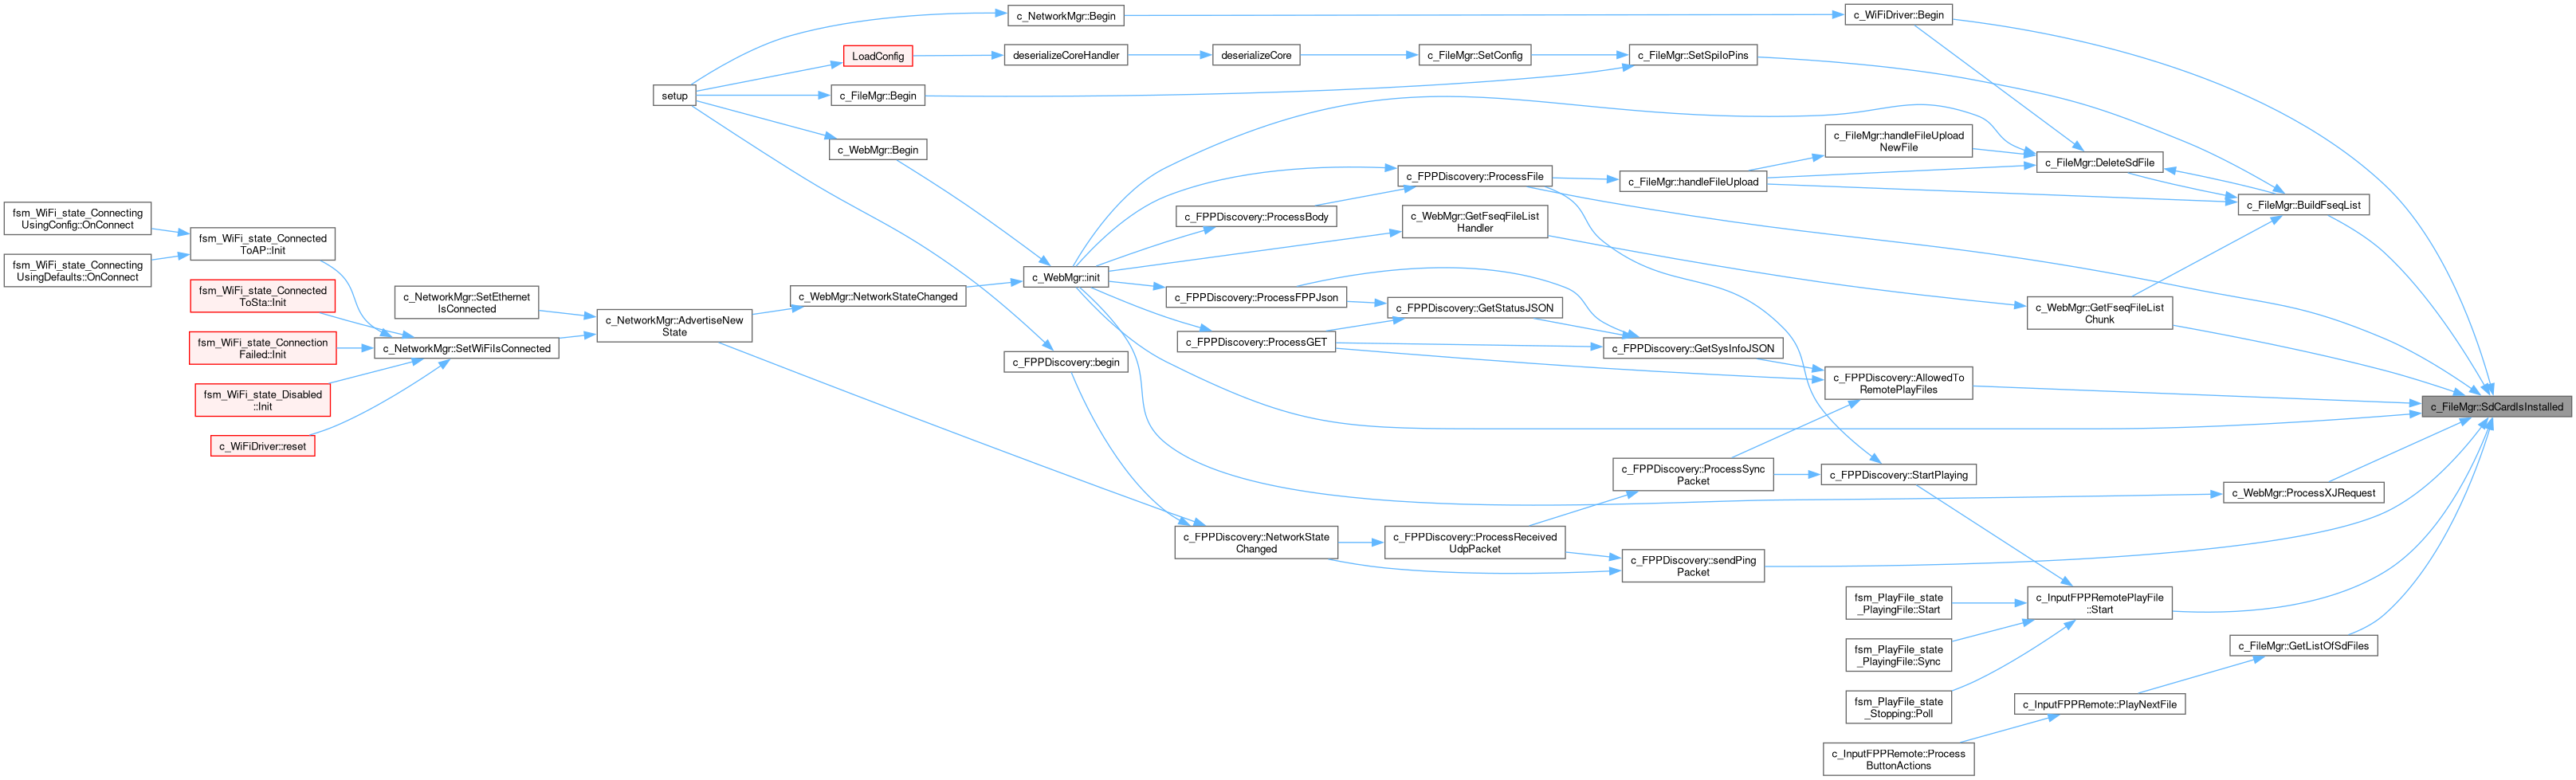 c_NetworkMgr::Begin
c_WiFiDriver::Begin
LoadConfig
deserializeCoreHandler
deserializeCore
c_FileMgr::SetConfig
c_FileMgr::SetSpiIoPins
setup
c_FileMgr::Begin
c_WebMgr::Begin
c_FileMgr::handleFileUpload
NewFile
c_FileMgr::DeleteSdFile
c_FPPDiscovery::ProcessFile
c_FileMgr::handleFileUpload
c_FileMgr::BuildFseqList
fsm_WiFi_state_Connecting
UsingConfig::OnConnect
c_FPPDiscovery::ProcessBody
c_WebMgr::GetFseqFileList
Handler
fsm_WiFi_state_Connected
ToAP::Init
fsm_WiFi_state_Connecting
UsingDefaults::OnConnect
c_WebMgr::init
fsm_WiFi_state_Connected
ToSta::Init
c_NetworkMgr::SetEthernet
IsConnected
c_WebMgr::NetworkStateChanged
c_FPPDiscovery::ProcessFPPJson
c_FPPDiscovery::GetStatusJSON
c_WebMgr::GetFseqFileList
Chunk
c_NetworkMgr::AdvertiseNew
State
fsm_WiFi_state_Connection
Failed::Init
c_NetworkMgr::SetWiFiIsConnected
c_FPPDiscovery::ProcessGET
c_FPPDiscovery::GetSysInfoJSON
c_FPPDiscovery::begin
c_FPPDiscovery::AllowedTo
RemotePlayFiles
fsm_WiFi_state_Disabled
::Init
c_FileMgr::SdCardIsInstalled
c_WiFiDriver::reset
c_FPPDiscovery::ProcessSync
Packet
c_FPPDiscovery::StartPlaying
c_WebMgr::ProcessXJRequest
c_FPPDiscovery::NetworkState
Changed
c_FPPDiscovery::ProcessReceived
UdpPacket
c_FPPDiscovery::sendPing
Packet
fsm_PlayFile_state
_PlayingFile::Start
c_InputFPPRemotePlayFile
::Start
fsm_PlayFile_state
_PlayingFile::Sync
c_FileMgr::GetListOfSdFiles
fsm_PlayFile_state
_Stopping::Poll
c_InputFPPRemote::PlayNextFile
c_InputFPPRemote::Process
ButtonActions